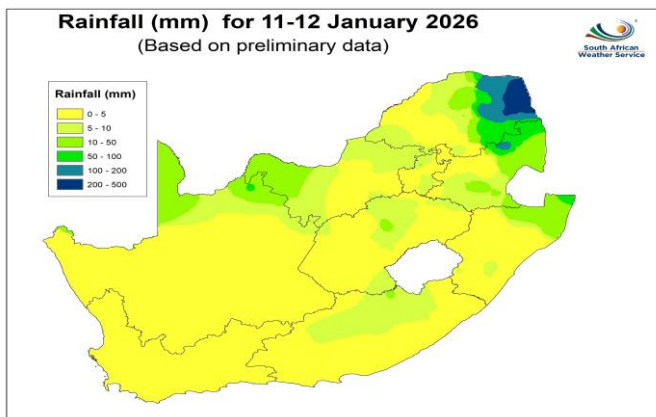 Rainfall (mm) for 11-12 January 2026
(Based on preliminary data)
South African
Weather Service
Rainfall (mm)
0 - 5
5 - 10
10 - 50
50 - 100
100 - 200
200 - 500